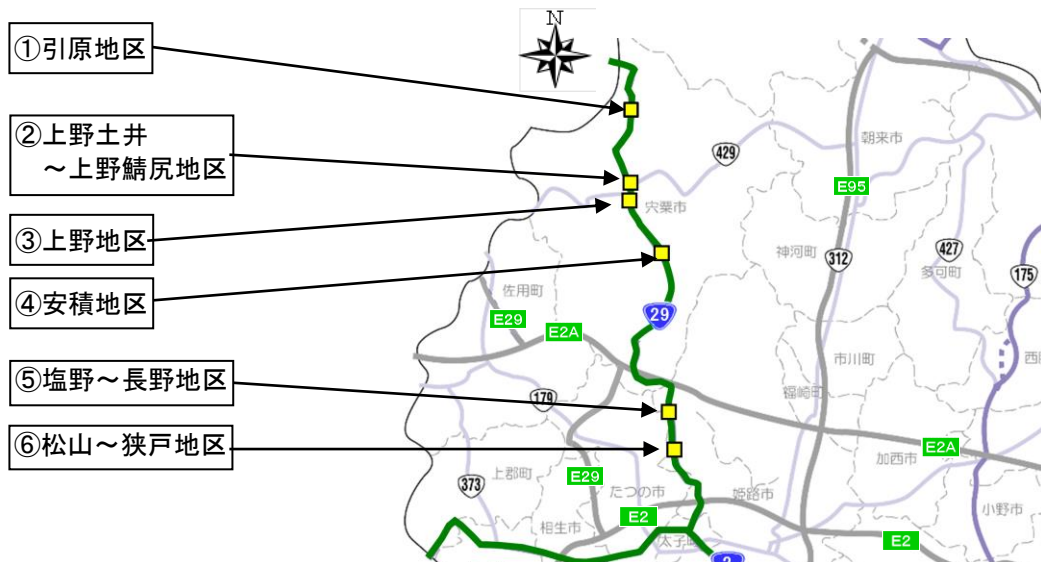 N
①引原地区
②上野土井
～上野鯖尻地区
③上野地区
④安積地区
⑤塩野～長野地区
⑥松山～狭戸地区
429
朝来市
E95
宍粟市
神河町
312
427
多可町
175
佐用町
E29
29
E2A
市川町
西脇
福崎町
179
加西市
E2A
上郡町
373
E29
たつの市
姫路市
小野市
相生市
E2
太子町
E2
2